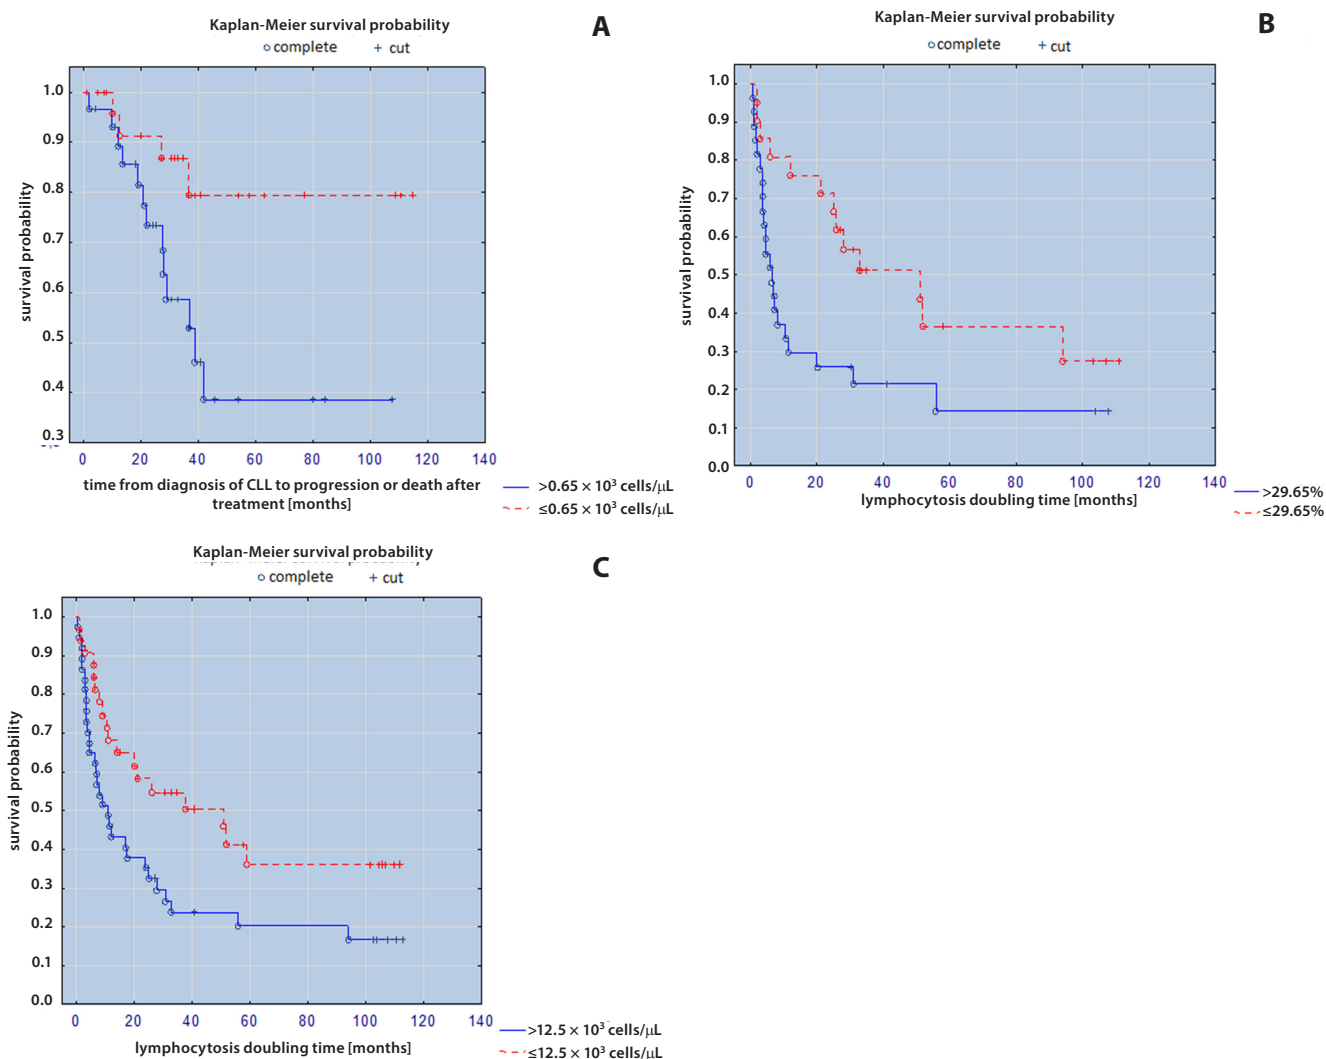 Kaplan-Meier survival probability
A
complete + cut
1.0
0.9
0.8
0.7
0.6
0.5
0.4
0.3
survival probability
0 20 40 60 80 100 120 140
time from diagnosis of CLL to progression or death after
treatment [months]
>0.65 × 10³ cells/µL
≤0.65 × 10³ cells/µL
Kaplan-Meier survival probability
B
complete + cut
1.0
0.9
0.8
0.7
0.6
0.5
0.4
0.3
0.2
0.1
0.0
survival probability
0 20 40 60 80 100 120 140
lymphocytosis doubling time [months]
>29.65%
≤29.65%
Kaplan-Meier survival probability
C
complete + cut
1.0
0.9
0.8
0.7
0.6
0.5
0.4
0.3
0.2
0.1
0.0
survival probability
0 20 40 60 80 100 120 140
lymphocytosis doubling time [months]
>12.5 × 10³ cells/µL
≤12.5 × 10³ cells/µL